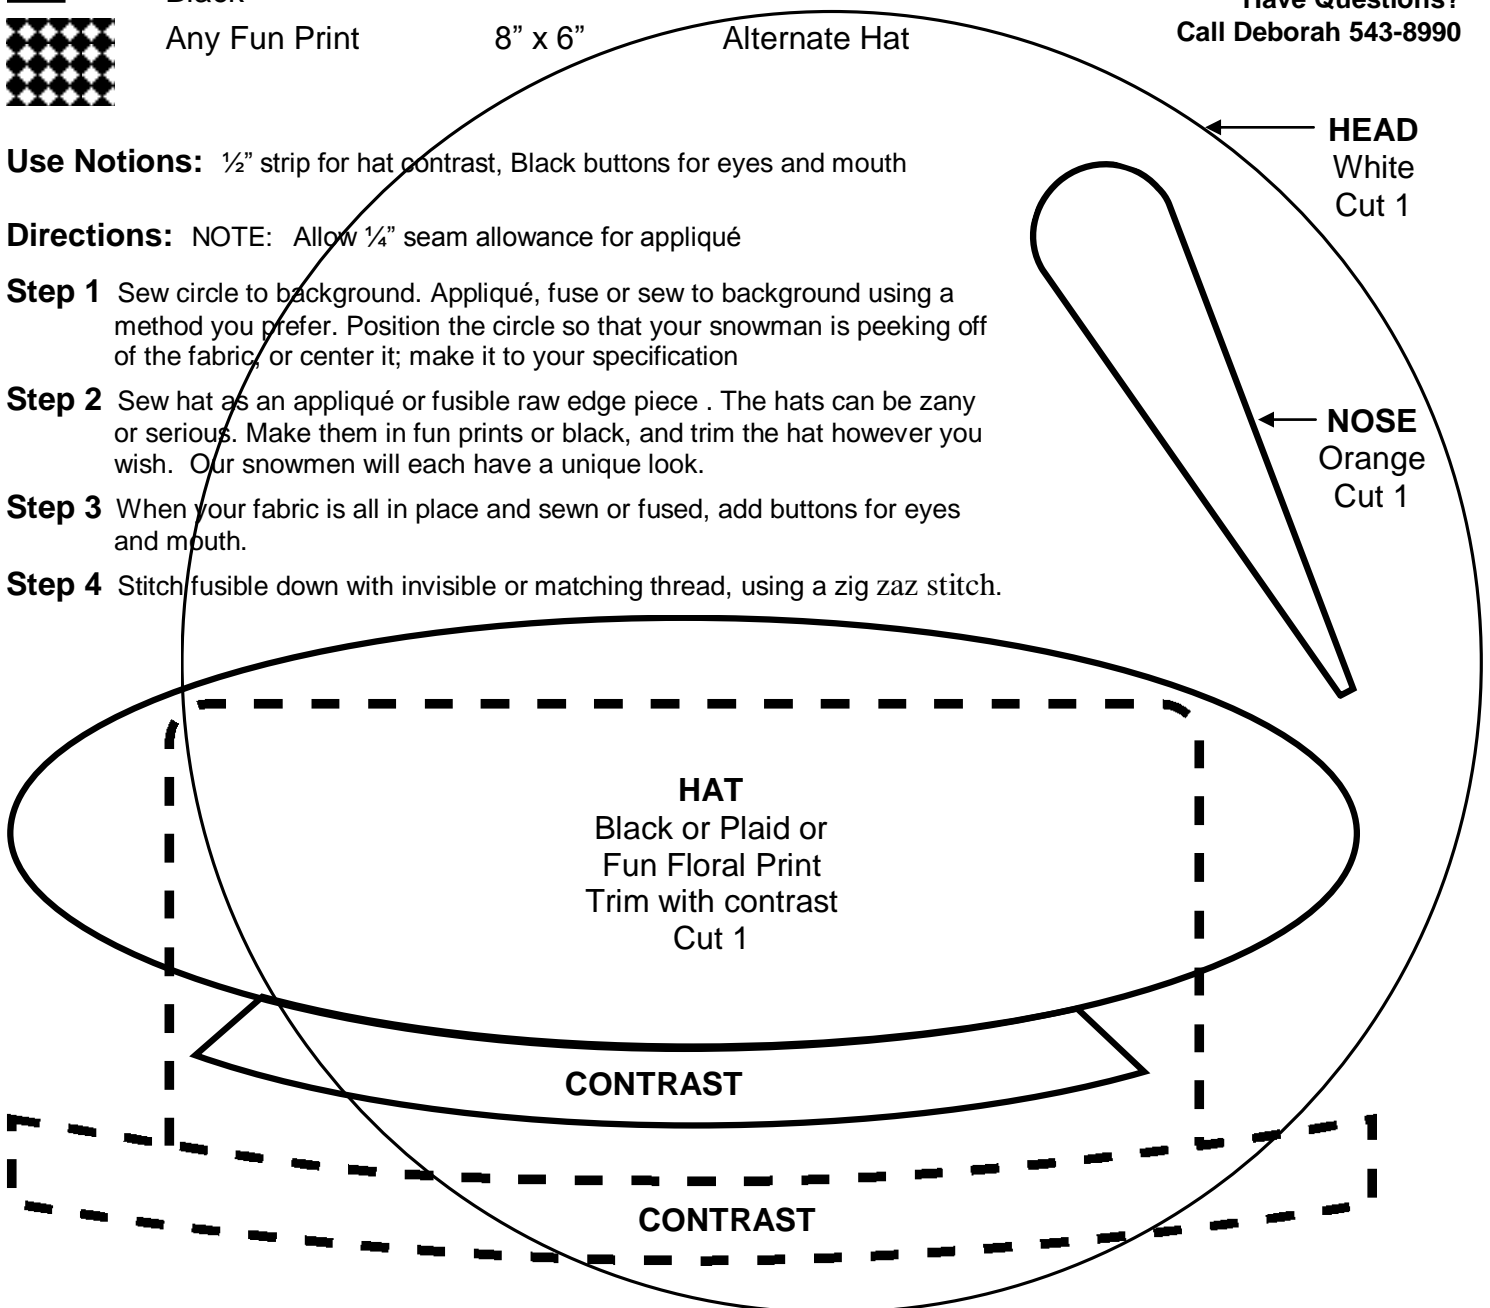 Black
Have Questions?
Any Fun Print 8” x 6” Alternate Hat
Call Deborah 543-8990
HEAD
White
Cut 1
Use Notions: ½” strip for hat contrast, Black buttons for eyes and mouth
Directions: NOTE: Allow ¼” seam allowance for appliqué
Step 1 Sew circle to background. Appliqué, fuse or sew to background using a
method you prefer. Position the circle so that your snowman is peeking off
of the fabric, or center it; make it to your specification
Step 2 Sew hat as an appliqué or fusible raw edge piece . The hats can be zany
or serious. Make them in fun prints or black, and trim the hat however you
wish. Our snowmen will each have a unique look.
NOSE
Orange
Cut 1
Step 3 When your fabric is all in place and sewn or fused, add buttons for eyes
and mouth.
Step 4 Stitch fusible down with invisible or matching thread, using a zig zaz stitch.
HAT
Black or Plaid or
Fun Floral Print
Trim with contrast
Cut 1
CONTRAST
CONTRAST